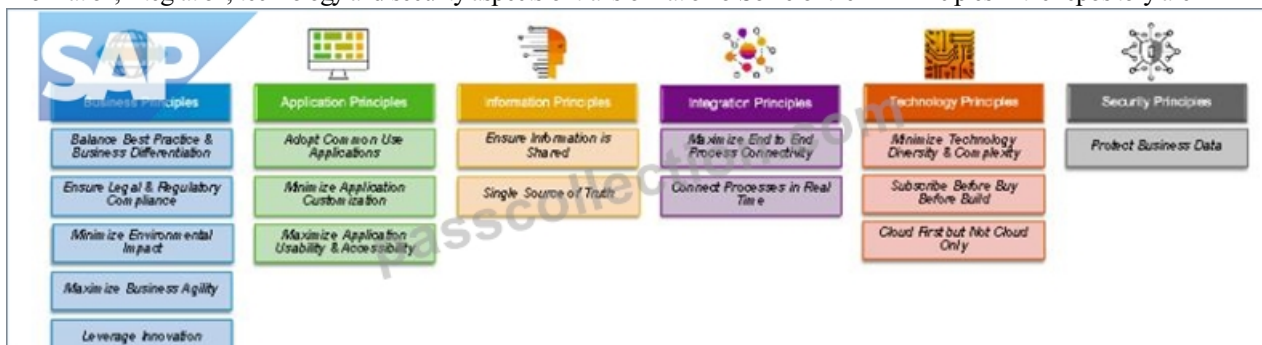 SAP
Business Principles
Balance Best Practice &
Business Differentiation
Ensure Legal & Regulatory
Compliance
Minimize Environmental
Impact
Maximize Business Agility
Leverage Innovation
Application Principles
Adopt Common Use
Applications
Minimize Application
Customization
Maximize Application
Usability & Accessibility
Information Principles
Ensure Information is
Shared
Single Source of Truth
Integration Principles
Maximize End to End
Process Connectivity
Connect Processes in Real
Time
Technology Principles
Minimize Technology
Diversity & Complexity
Subscribe Before Buy
Before Build
Cloud First but Not Cloud
Only
Security Principles
Protect Business Data
passcollection.com